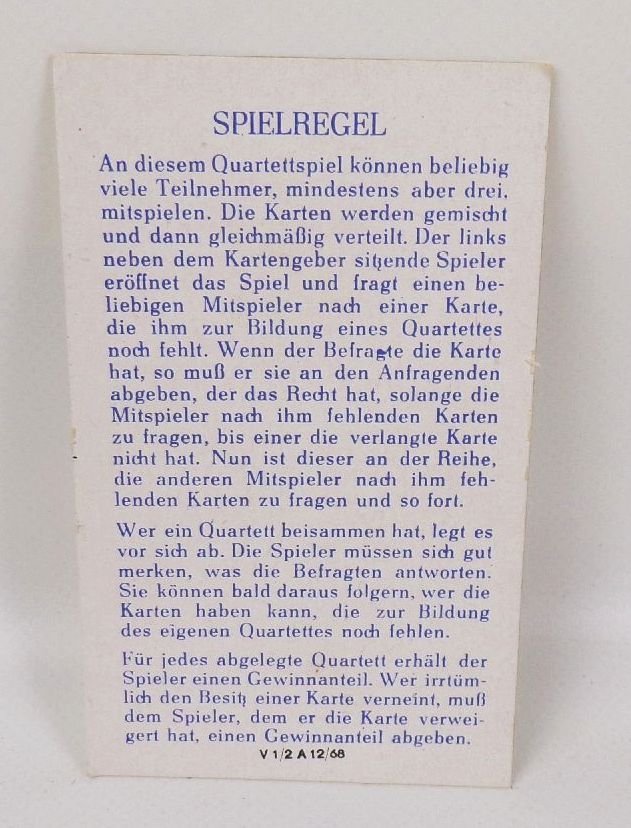 SPIELREGEL
An diesem Quartettspiel können beliebig
viele Teilnehmer, mindestens aber drei,
mitspielen. Die Karten werden gemischt
und dann gleichmäßig verteilt. Der links
neben dem Kartengeber sitzende Spieler
eröffnet das Spiel und fragt einen be-
liebigen Mitspieler nach einer Karte,
die ihm zur Bildung eines Quartettes
noch fehlt. Wenn der Befragte die Karte
hat, so muß er sie an den Anfragenden
abgeben, der das Recht hat, solange die
Mitspieler nach ihm fehlenden Karten
zu fragen, bis einer die verlangte Karte
nicht hat. Nun ist dieser an der Reihe,
die anderen Mitspieler nach ihm feh-
lenden Karten zu fragen und so fort.
Wer ein Quartett beisammen hat, legt es
vor sich ab. Die Spieler müssen sich gut
merken, was die Befragten antworten.
Sie können bald daraus folgern, wer die
Karten haben kann, die zur Bildung
des eigenen Quartettes noch fehlen.
Für jedes abgelegte Quartett erhält der
Spieler einen Gewinnanteil. Wer irrtüm-
lich den Besitz einer Karte verneint, muß
dem Spieler, dem er die Karte verwei-
gert hat, einen Gewinnanteil abgeben.
V 1/2 A 12/68